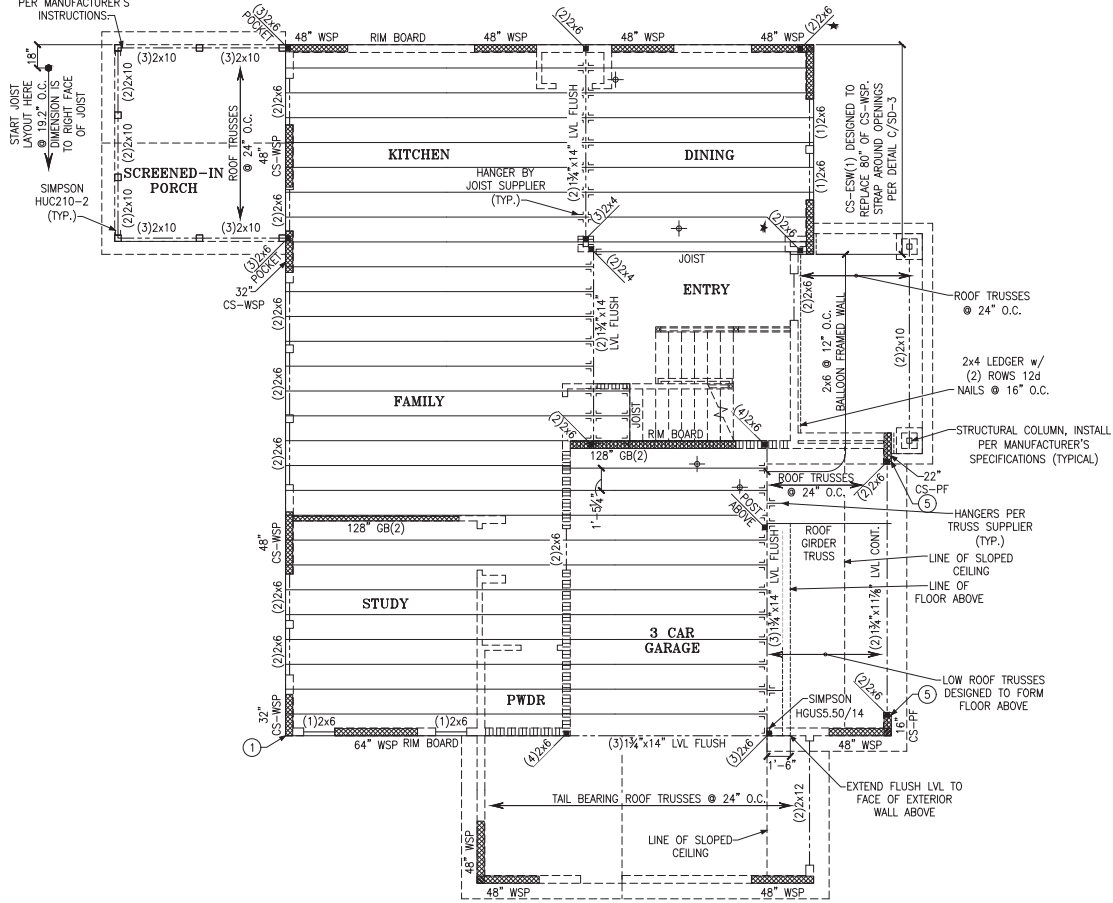 PER MANUFACTURER'S
INSTRUCTIONS
18"
START JOIST
LAYOUT HERE
@ 19.2" O.C.
DIMENSION IS
TO RIGHT FACE
OF JOIST
SIMPSON
HUC210-2
(TYP.)
(3)2x10
(3)2x10
(2)2x10
(2)2x10
(2)2x10
ROOF TRUSSES
@ 24" O.C.
SCREENED-IN
PORCH
(3)2x10
(3)2x10
(3)2x6
POCKET
48" WSP
RIM BOARD
48" WSP
(2)2x6
48" WSP
48" WSP
(2)2x6
(2)2x6
48"
CS-WSP
(2)2x6
KITCHEN
HANGER BY
JOIST SUPPLIER
(TYP.)
(2)1¾"x14" LVL FLUSH
DINING
(1)2x6
(1)2x6
CS-ESW(1) DESIGNED TO
REPLACE 80" OF CS-WSP.
STRAP AROUND OPENINGS
PER DETAIL C/SD-3
(3)2x4
(2)2x4
(3)2x6
POCKET
32"
CS-WSP
JOIST
ENTRY
(2)2x6
(2)1¾"x14"
LVL FLUSH
2x6 @ 12" O.C.
BALLOON FRAMED WALL
(2)2x10
ROOF TRUSSES
@ 24" O.C.
2x4 LEDGER w/
(2) ROWS 12d
NAILS @ 16" O.C.
STRUCTURAL COLUMN, INSTALL
PER MANUFACTURER'S
SPECIFICATIONS (TYPICAL)
(2)2x6
(2)2x6
(2)2x6
FAMILY
(2)2x6
JOIST
RIM BOARD
(4)2x6
128" GB(2)
1'-5¼"
POST
ABOVE
ROOF TRUSSES
@ 24" O.C.
(2)2x6
22"
CS-PF
5
HANGERS PER
TRUSS SUPPLIER
(TYP.)
ROOF
GIRDER
TRUSS
LINE OF SLOPED
CEILING
LINE OF
FLOOR ABOVE
48"
CS-WSP
128" GB(2)
(2)2x6
(3)1¾"x14" LVL FLUSH
(2)1¾"x11⅞" LVL CONT.
(2)2x6
STUDY
3 CAR
GARAGE
LOW ROOF TRUSSES
DESIGNED TO FORM
FLOOR ABOVE
(2)2x6
(2)2x6
5
16"
CS-PF
PWDR
SIMPSON
HGUS5.50/14
32"
CS-WSP
1
(1)2x6
(1)2x6
64" WSP
RIM BOARD
(4)2x6
(3)1¾"x14" LVL FLUSH
(3)2x6
1'-6"
48" WSP
EXTEND FLUSH LVL TO
FACE OF EXTERIOR
WALL ABOVE
TAIL BEARING ROOF TRUSSES @ 24" O.C.
(2)2x12
LINE OF SLOPED
CEILING
48" WSP
48" WSP
48" WSP